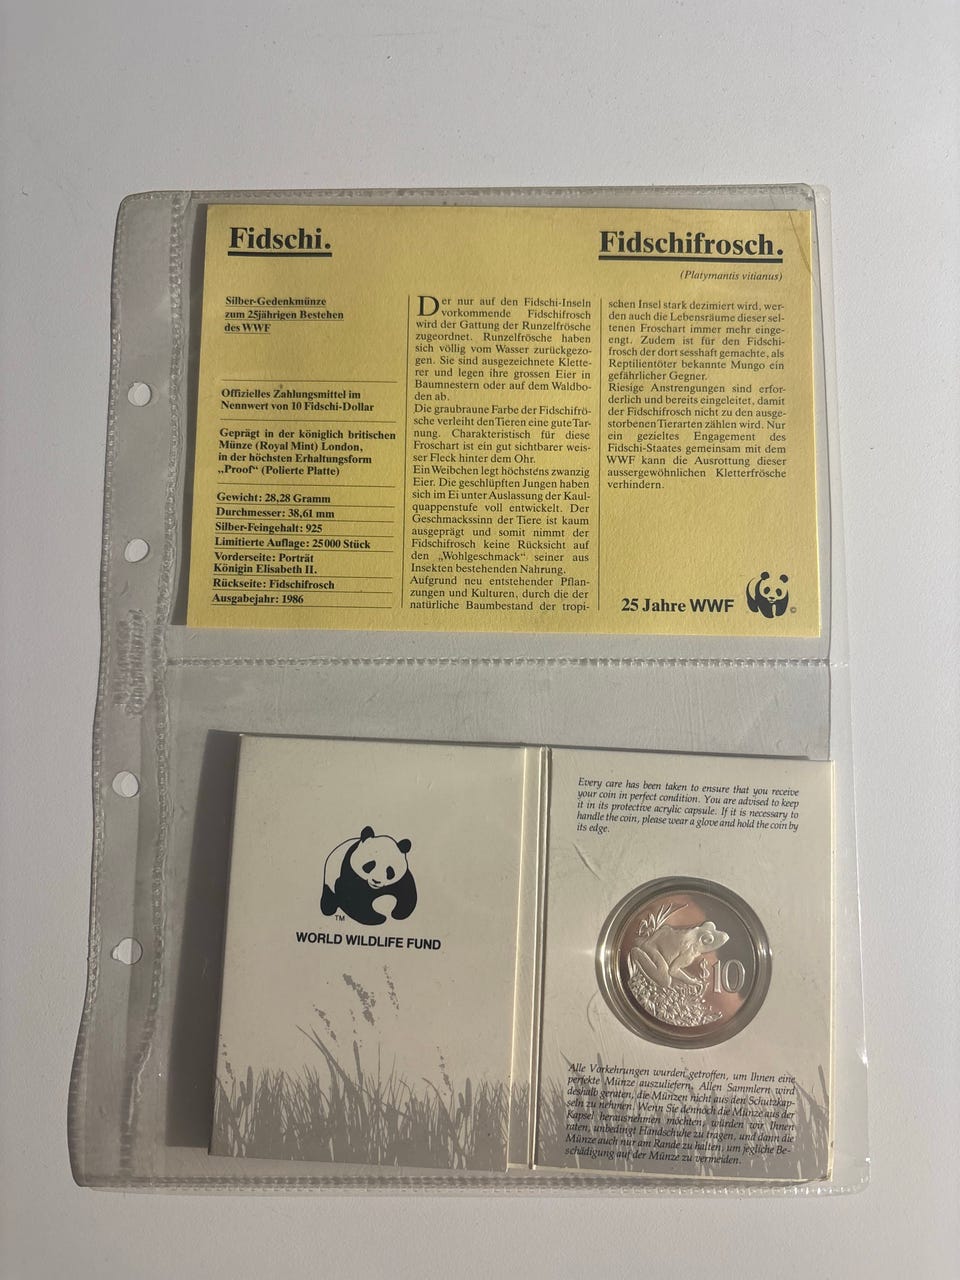 Fidschi.
Silber-Gedenkmünze
zum 25jährigen Bestehen
des WWF
Offizielles Zahlungsmittel im
Nennwert von 10 Fidschi-Dollar
Geprägt in der königlich britischen
Münze (Royal Mint) London,
in der höchsten Erhaltungsform
„Proof“ (Polierte Platte)
Gewicht: 28,28 Gramm
Durchmesser: 38,61 mm
Silber-Feingehalt: 925
Limitierte Auflage: 25000 Stück
Vorderseite: Porträt
Königin Elisabeth II.
Rückseite: Fidschifrosch
Ausgabejahr: 1986
Fidschifrosch.
(Platymantis vitianus)
Der nur auf den Fidschi-Inseln
vorkommende Fidschifrosch
wird der Gattung der Runzelfrösche
zugeordnet. Runzelfrösche haben
sich völlig vom Wasser zurückgezo-
gen. Sie sind ausgezeichnete Klette-
rer und legen ihre grossen Eier in
Baumnestern oder auf dem Waldbo-
den ab.
Die graubraune Farbe der Fidschifrö-
sche verleiht den Tieren eine gute Tar-
nung. Charakteristisch für diese
Froschart ist ein gut sichtbarer weis-
ser Fleck hinter dem Ohr.
Ein Weibchen legt höchstens zwanzig
Eier. Die geschlüpften Jungen haben
sich im Ei unter Auslassung der Kaul-
quappenstufe voll entwickelt. Der
Geschmackssinn der Tiere ist kaum
ausgeprägt und somit nimmt der
Fidschifrosch keine Rücksicht auf
den „Wohlgeschmack“ seiner aus
Insekten bestehenden Nahrung.
Aufgrund neu entstehender Pflan-
zungen und Kulturen, durch die der
natürliche Baumbestand der tropi-
schen Insel stark dezimiert wird, wer-
den auch die Lebensräume dieser sel-
tenen Froschart immer mehr einge-
engt. Zudem ist für den Fidschi-
frosch der dort sesshaft gemachte, als
Reptilientöter bekannte Mungo ein
gefährlicher Gegner.
Riesige Anstrengungen sind erfor-
derlich und bereits eingeleitet, damit
der Fidschifrosch nicht zu den ausge-
storbenen Tierarten zählen wird. Nur
ein gezieltes Engagement des
Fidschi-Staates gemeinsam mit dem
WWF kann die Ausrottung dieser
aussergewöhnlichen Kletterfrösche
verhindern.
25 Jahre WWF
©
TM
WORLD WILDLIFE FUND
Every care has been taken to ensure that you receive
your coin in perfect condition. You are advised to keep
it in its protective acrylic capsule. If it is necessary to
handle the coin, please wear a glove and hold the coin by
its edge.
$10
Alle Vorkehrungen wurden getroffen, um Ihnen eine
perfekte Münze auszuliefern. Allen Sammlern wird
deshalb geraten, die Münzen nicht aus den Schutzkap-
seln zu nehmen. Wenn Sie dennoch die Münze aus der
Kapsel herausnehmen möchten, würden wir Ihnen
raten, unbedingt Handschuhe zu tragen, und dann die
Münze auch nur am Rande zu halten, um jegliche Be-
schädigung auf der Münze zu vermeiden.